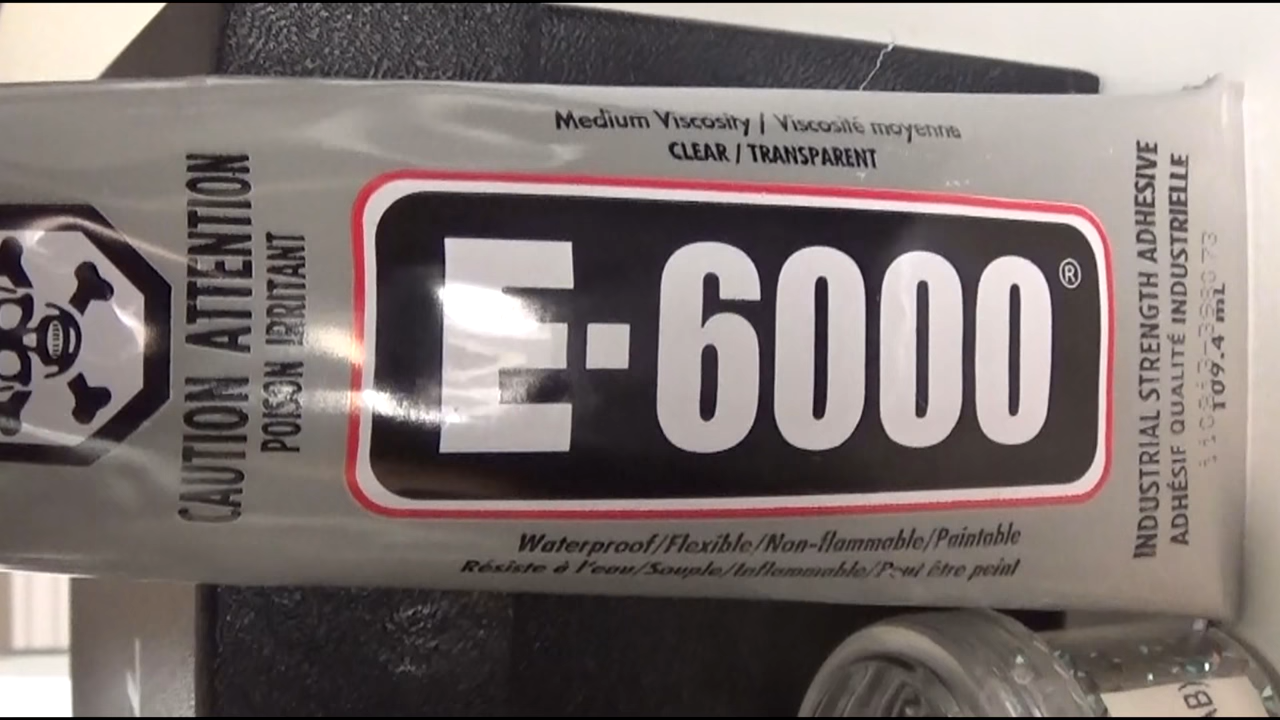 Medium Viscosity / Viscosité moyenne
CLEAR / TRANSPARENT
E-6000®
Waterproof/Flexible/Non-flammable/Paintable
Résiste à l'eau/Souple/Inflammable/Peut être peint
CAUTION ATTENTION
POISON IRRITANT
INDUSTRIAL STRENGTH ADHESIVE
ADHÉSIF QUALITÉ INDUSTRIELLE
109.4 mL